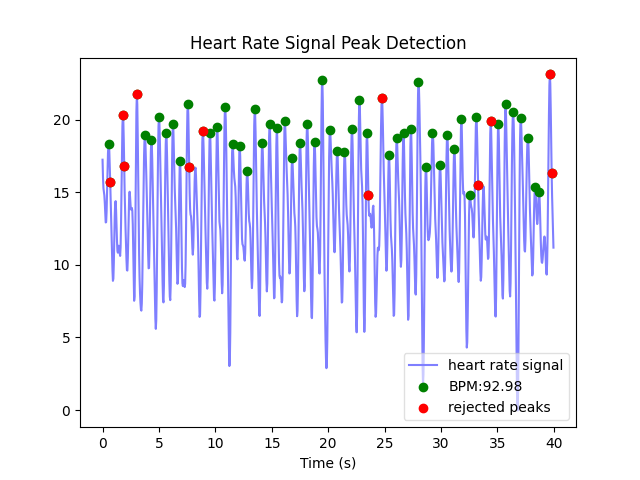 Heart Rate Signal Peak Detection
20
15
10
5
0
heart rate signal
BPM:92.98
rejected peaks
0 5 10 15 20 25 30 35 40
Time (s)